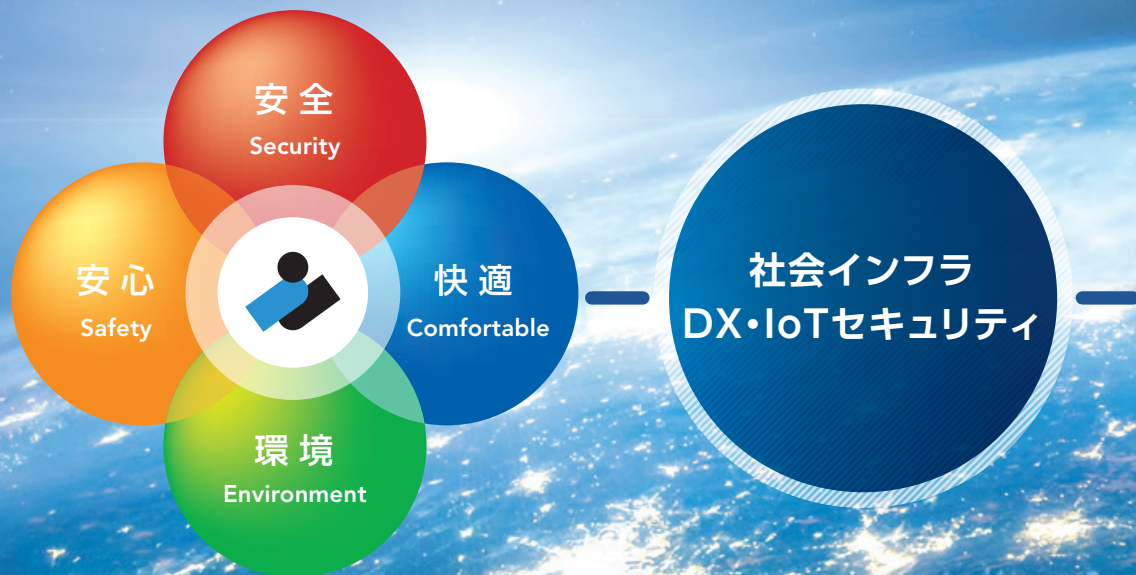 安全
Security
安心
Safety
快適
Comfortable
環境
Environment
社会インフラ
DX・IoTセキュリティ